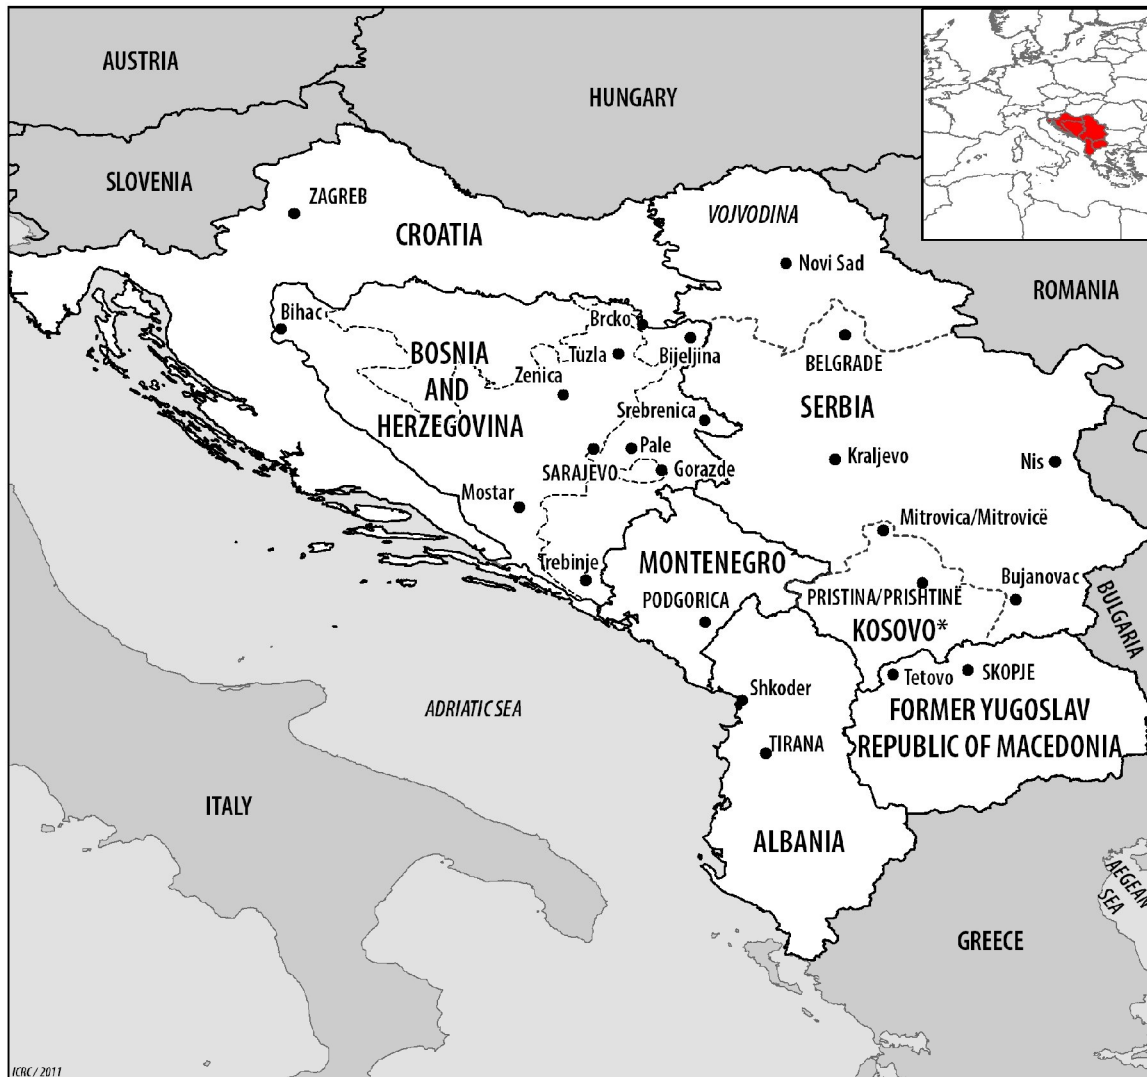 AUSTRIA
HUNGARY
SLOVENIA
ZAGREB
CROATIA
VOJVODINA
Novi Sad
ROMANIA
Bihac
Brcko
BOSNIA
AND
HERZEGOVINA
Tuzla
Bijeljina
BELGRADE
Zenica
SERBIA
Srebrenica
Pale
SARAJEVO
Gorazde
Kraljevo
Nis
Mostar
Mitrovica/Mitrovicë
Trebinje
MONTENEGRO
PODGORICA
PRISTINA/PRISHTINË
KOSOVO*
Bujanovac
BULGARIA
Shkoder
Tetovo
SKOPJE
FORMER YUGOSLAV
REPUBLIC OF MACEDONIA
ADRIATIC SEA
TIRANA
ITALY
ALBANIA
AEGEAN
SEA
GREECE
ICRC / 2011